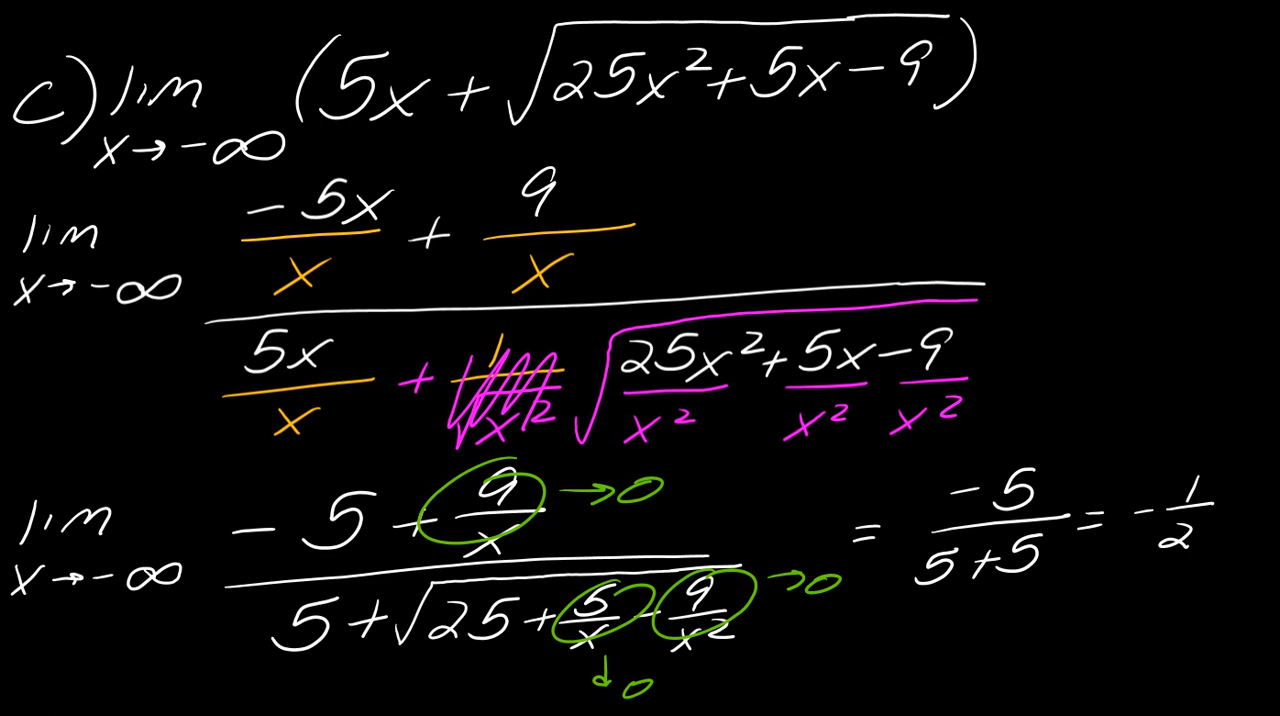 c) lim x→-∞ (5x + √(25x² + 5x - 9))
lim x→-∞ (-5x/x + 9/x) / (5x/x + √(25x²/x² + 5x/x² - 9/x²))
lim x→-∞ (-5 + 9/x) / (5 + √(25 + 5/x - 9/x²)) = -5/(5+5) = -1/2
→0
→0
↓0